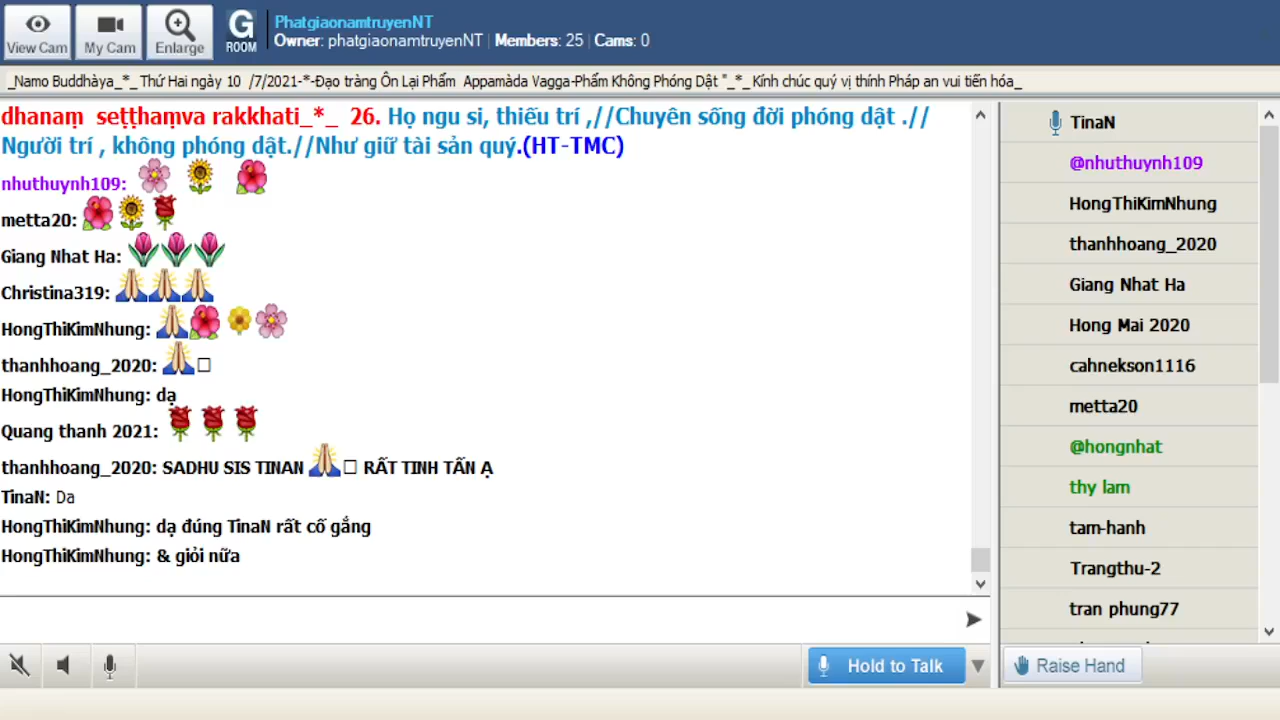 View Cam
My Cam
Enlarge
G
ROOM
PhatgiaonamtruyenNT
Owner: phatgiaonamtruyenNT | Members: 25 | Cams: 0
_Namo Buddhàya_*_ Thứ Hai ngày 10 /7/2021-*-Đạo tràng Ôn Lại Phẩm Appamàda Vagga-Phẩm Không Phóng Dật "_*_ Kính chúc quý vị thính Pháp an vui tiến hóa_
dhanaṃ seṭṭhaṃva rakkhati_*_ 26. Họ ngu si, thiếu trí ,//Chuyên sống đời phóng dật .//
Người trí , không phóng dật.//Như giữ tài sản quý.(HT-TMC)
nhuthuynh109:
metta20:
Giang Nhat Ha:
Christina319:
HongThiKimNhung:
thanhhoang_2020:
HongThiKimNhung: dạ
Quang thanh 2021:
thanhhoang_2020: SADHU SIS TINAN RẤT TINH TẤN Ạ
TinaN: Da
HongThiKimNhung: dạ đúng TinaN rất cố gắng
HongThiKimNhung: & giỏi nữa
TinaN
@nhuthuynh109
HongThiKimNhung
thanhhoang_2020
Giang Nhat Ha
Hong Mai 2020
cahnekson1116
metta20
@hongnhat
thy lam
tam-hanh
Trangthu-2
tran phung77
Hold to Talk
Raise Hand